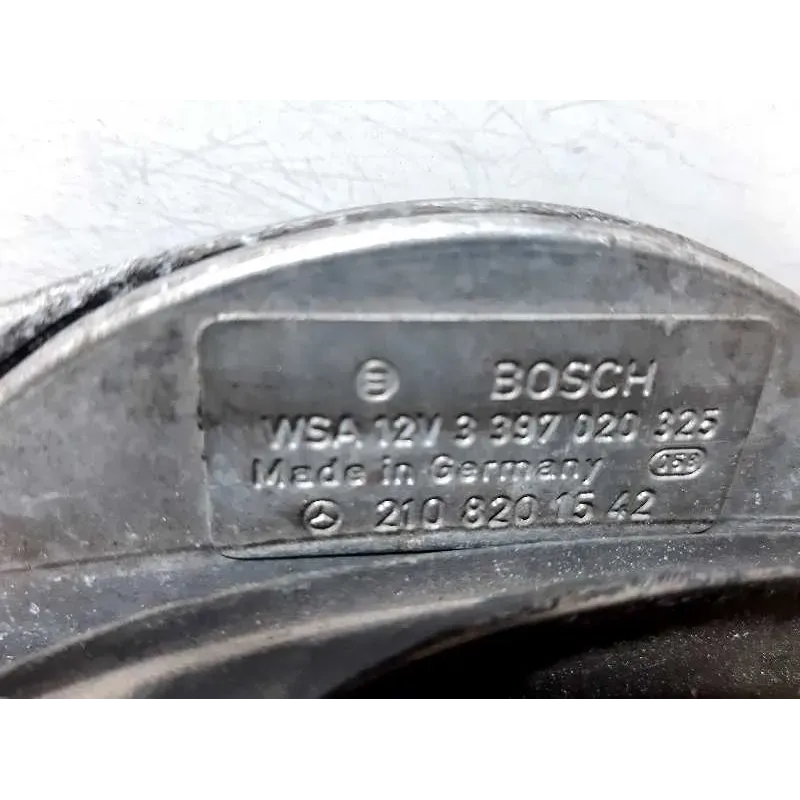 BOSCH
WSA 12V 3 397 020 325
Made in Germany
210 820 15 42